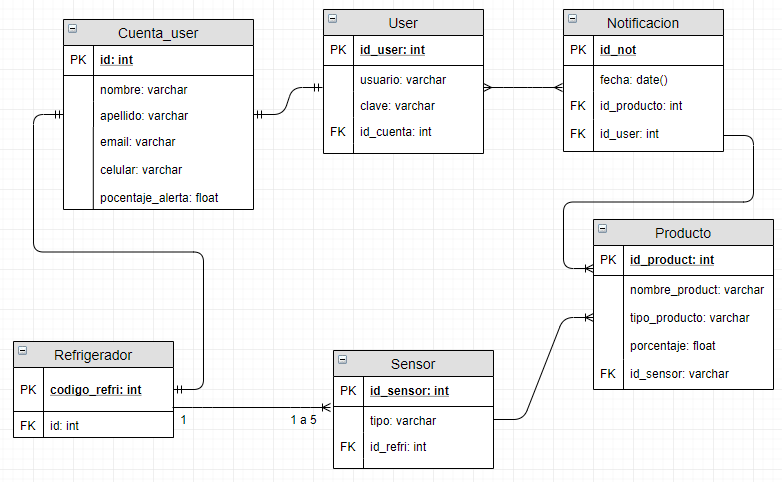 Cuenta_user
PK id: int
nombre: varchar
apellido: varchar
email: varchar
celular: varchar
pocentaje_alerta: float
User
PK id_user: int
usuario: varchar
clave: varchar
FK id_cuenta: int
Notificacion
PK id_not
fecha: date()
FK id_producto: int
FK id_user: int
Producto
PK id_product: int
nombre_product: varchar
tipo_producto: varchar
porcentaje: float
FK id_sensor: varchar
Refrigerador
PK codigo_refri: int
FK id: int
1
1 a 5
Sensor
PK id_sensor: int
tipo: varchar
FK id_refri: int